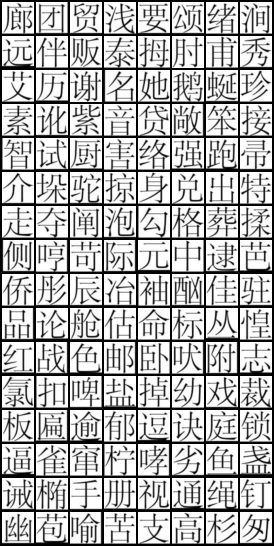 廊团贸浅要颂绪涧
远伴贩泰拇肘甫秀
艾历谢名她鹅蜒珍
素讹紫音贷敞笨接
智试厨害络强跑帚
介垛驼掠身兑出特
走夺阐泡勾格葬揉
侧哼苛际元中逮芭
侨彤辰冶袖酗佳驻
品论舱估命标丛惶
红战色邮卧吠附志
氯扣啤盐掉幼戏裁
板匾逾郁逗诀庭锁
逼雀窜柠哮劣鱼盏
诫椭手册视通绳钉
幽苞喻苦支高杉匆